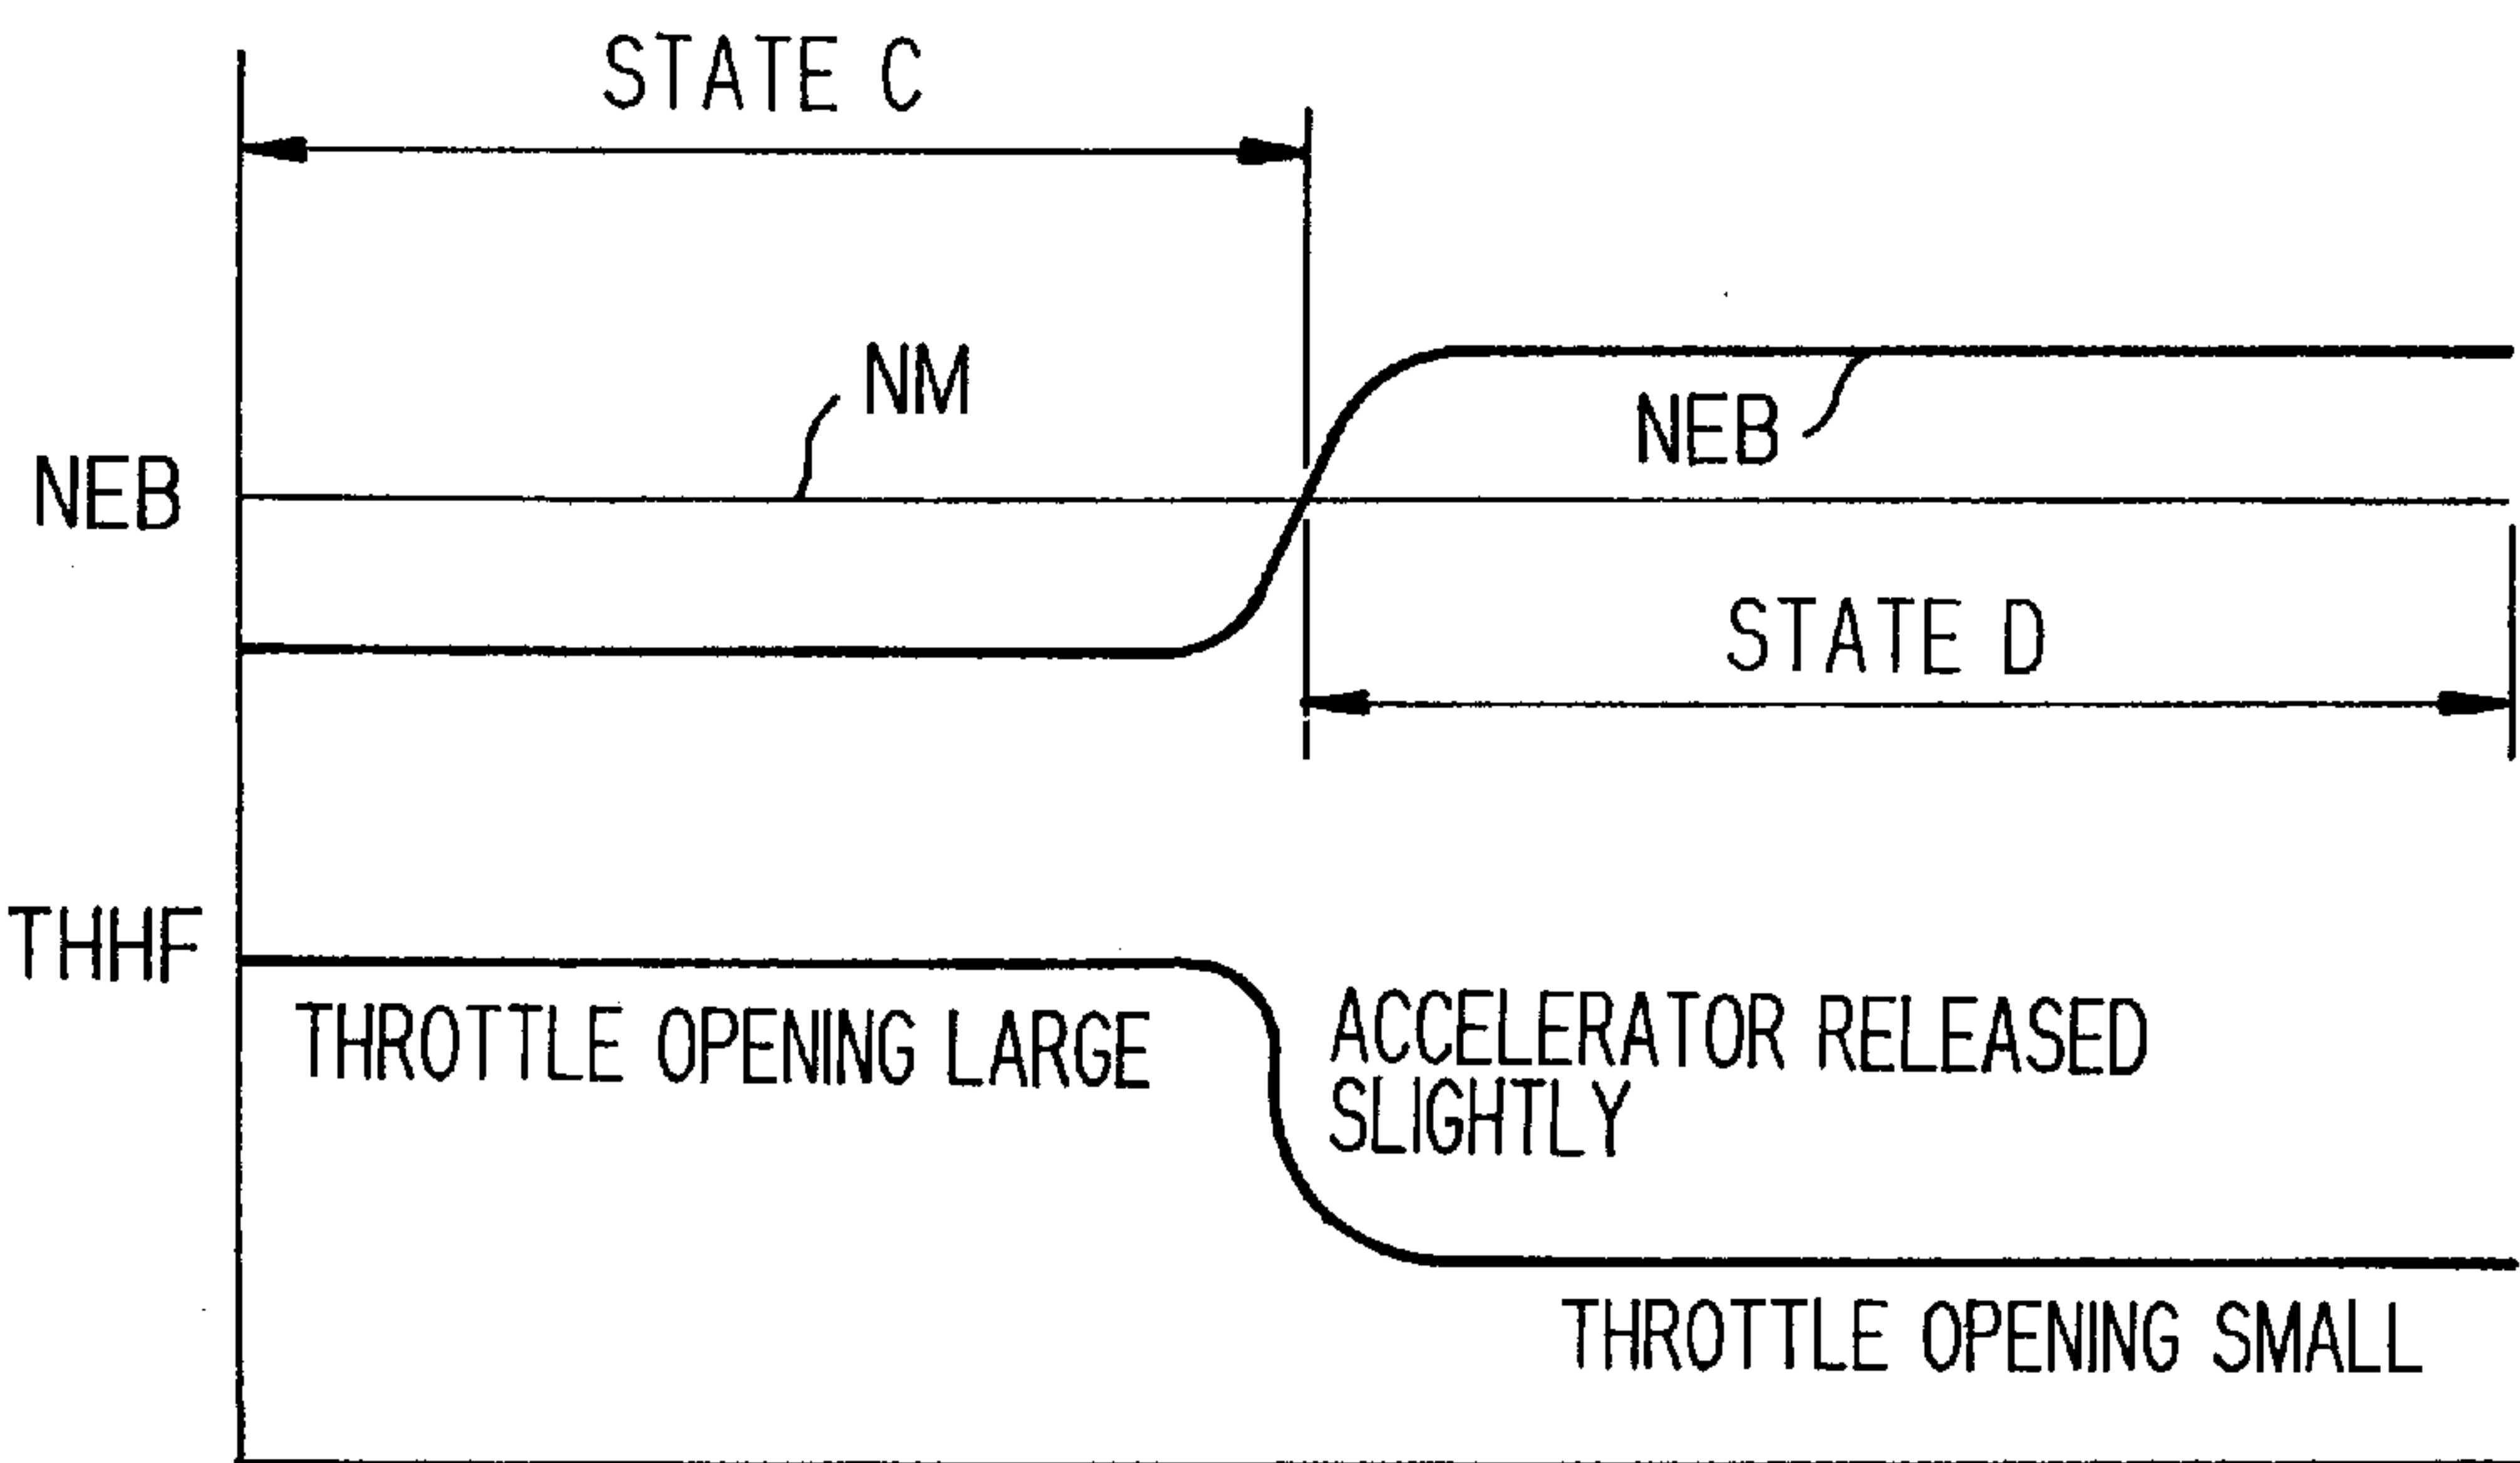 STATE C
NM
NEB
NEB
STATE D
THHF
THROTTLE OPENING LARGE
ACCELERATOR RELEASED
SLIGHTLY
THROTTLE OPENING SMALL